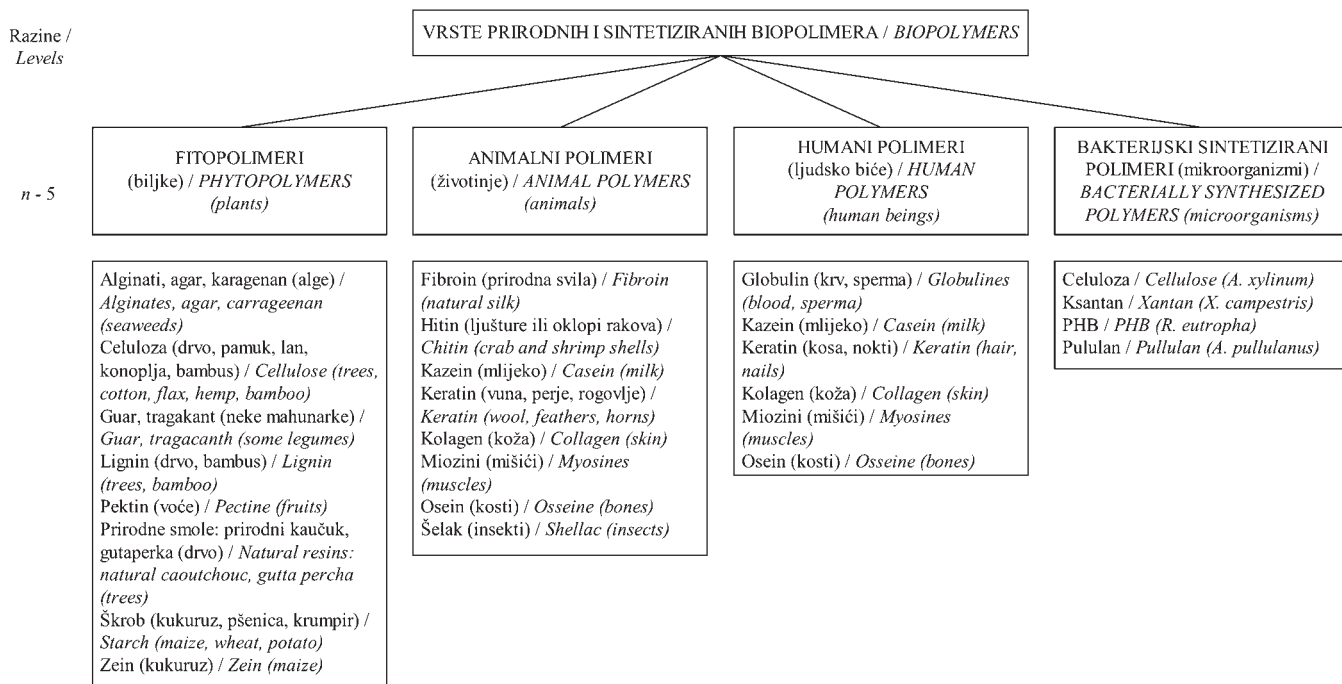 Razine /
Levels
VRSTE PRIRODNIH I SINTETIZIRANIH BIOPOLIMERA / BIOPOLYMERS
n - 5
FITOPOLIMERI
(biljke) / PHYTOPOLYMERS
(plants)
ANIMALNI POLIMERI
(životinje) / ANIMAL POLYMERS
(animals)
HUMANI POLIMERI
(ljudsko biće) / HUMAN
POLYMERS
(human beings)
BAKTERIJSKI SINTETIZIRANI
POLIMERI (mikroorganizmi) /
BACTERIALLY SYNTHESIZED
POLYMERS (microorganisms)
Alginati, agar, karagenan (alge) /
Alginates, agar, carrageenan
(seaweeds)
Celuloza (drvo, pamuk, lan,
konoplja, bambus) / Cellulose (trees,
cotton, flax, hemp, bamboo)
Guar, tragakant (neke mahunarke) /
Guar, tragacanth (some legumes)
Lignin (drvo, bambus) / Lignin
(trees, bamboo)
Pektin (voće) / Pectine (fruits)
Prirodne smole: prirodni kaučuk,
gutaperka (drvo) / Natural resins:
natural caoutchouc, gutta percha
(trees)
Škrob (kukuruz, pšenica, krumpir) /
Starch (maize, wheat, potato)
Zein (kukuruz) / Zein (maize)
Fibroin (prirodna svila) / Fibroin
(natural silk)
Hitin (ljušture ili oklopi rakova) /
Chitin (crab and shrimp shells)
Kazein (mlijeko) / Casein (milk)
Keratin (vuna, perje, rogovlje) /
Keratin (wool, feathers, horns)
Kolagen (koža) / Collagen (skin)
Miozini (mišići) / Myosines
(muscles)
Osein (kosti) / Osseine (bones)
Šelak (insekti) / Shellac (insects)
Globulin (krv, sperma) / Globulines
(blood, sperma)
Kazein (mlijeko) / Casein (milk)
Keratin (kosa, nokti) / Keratin (hair,
nails)
Kolagen (koža) / Collagen (skin)
Miozini (mišići) / Myosines
(muscles)
Osein (kosti) / Osseine (bones)
Celuloza / Cellulose (A. xylinum)
Ksantan / Xantan (X. campestris)
PHB / PHB (R. eutropha)
Pululan / Pullulan (A. pullulanus)